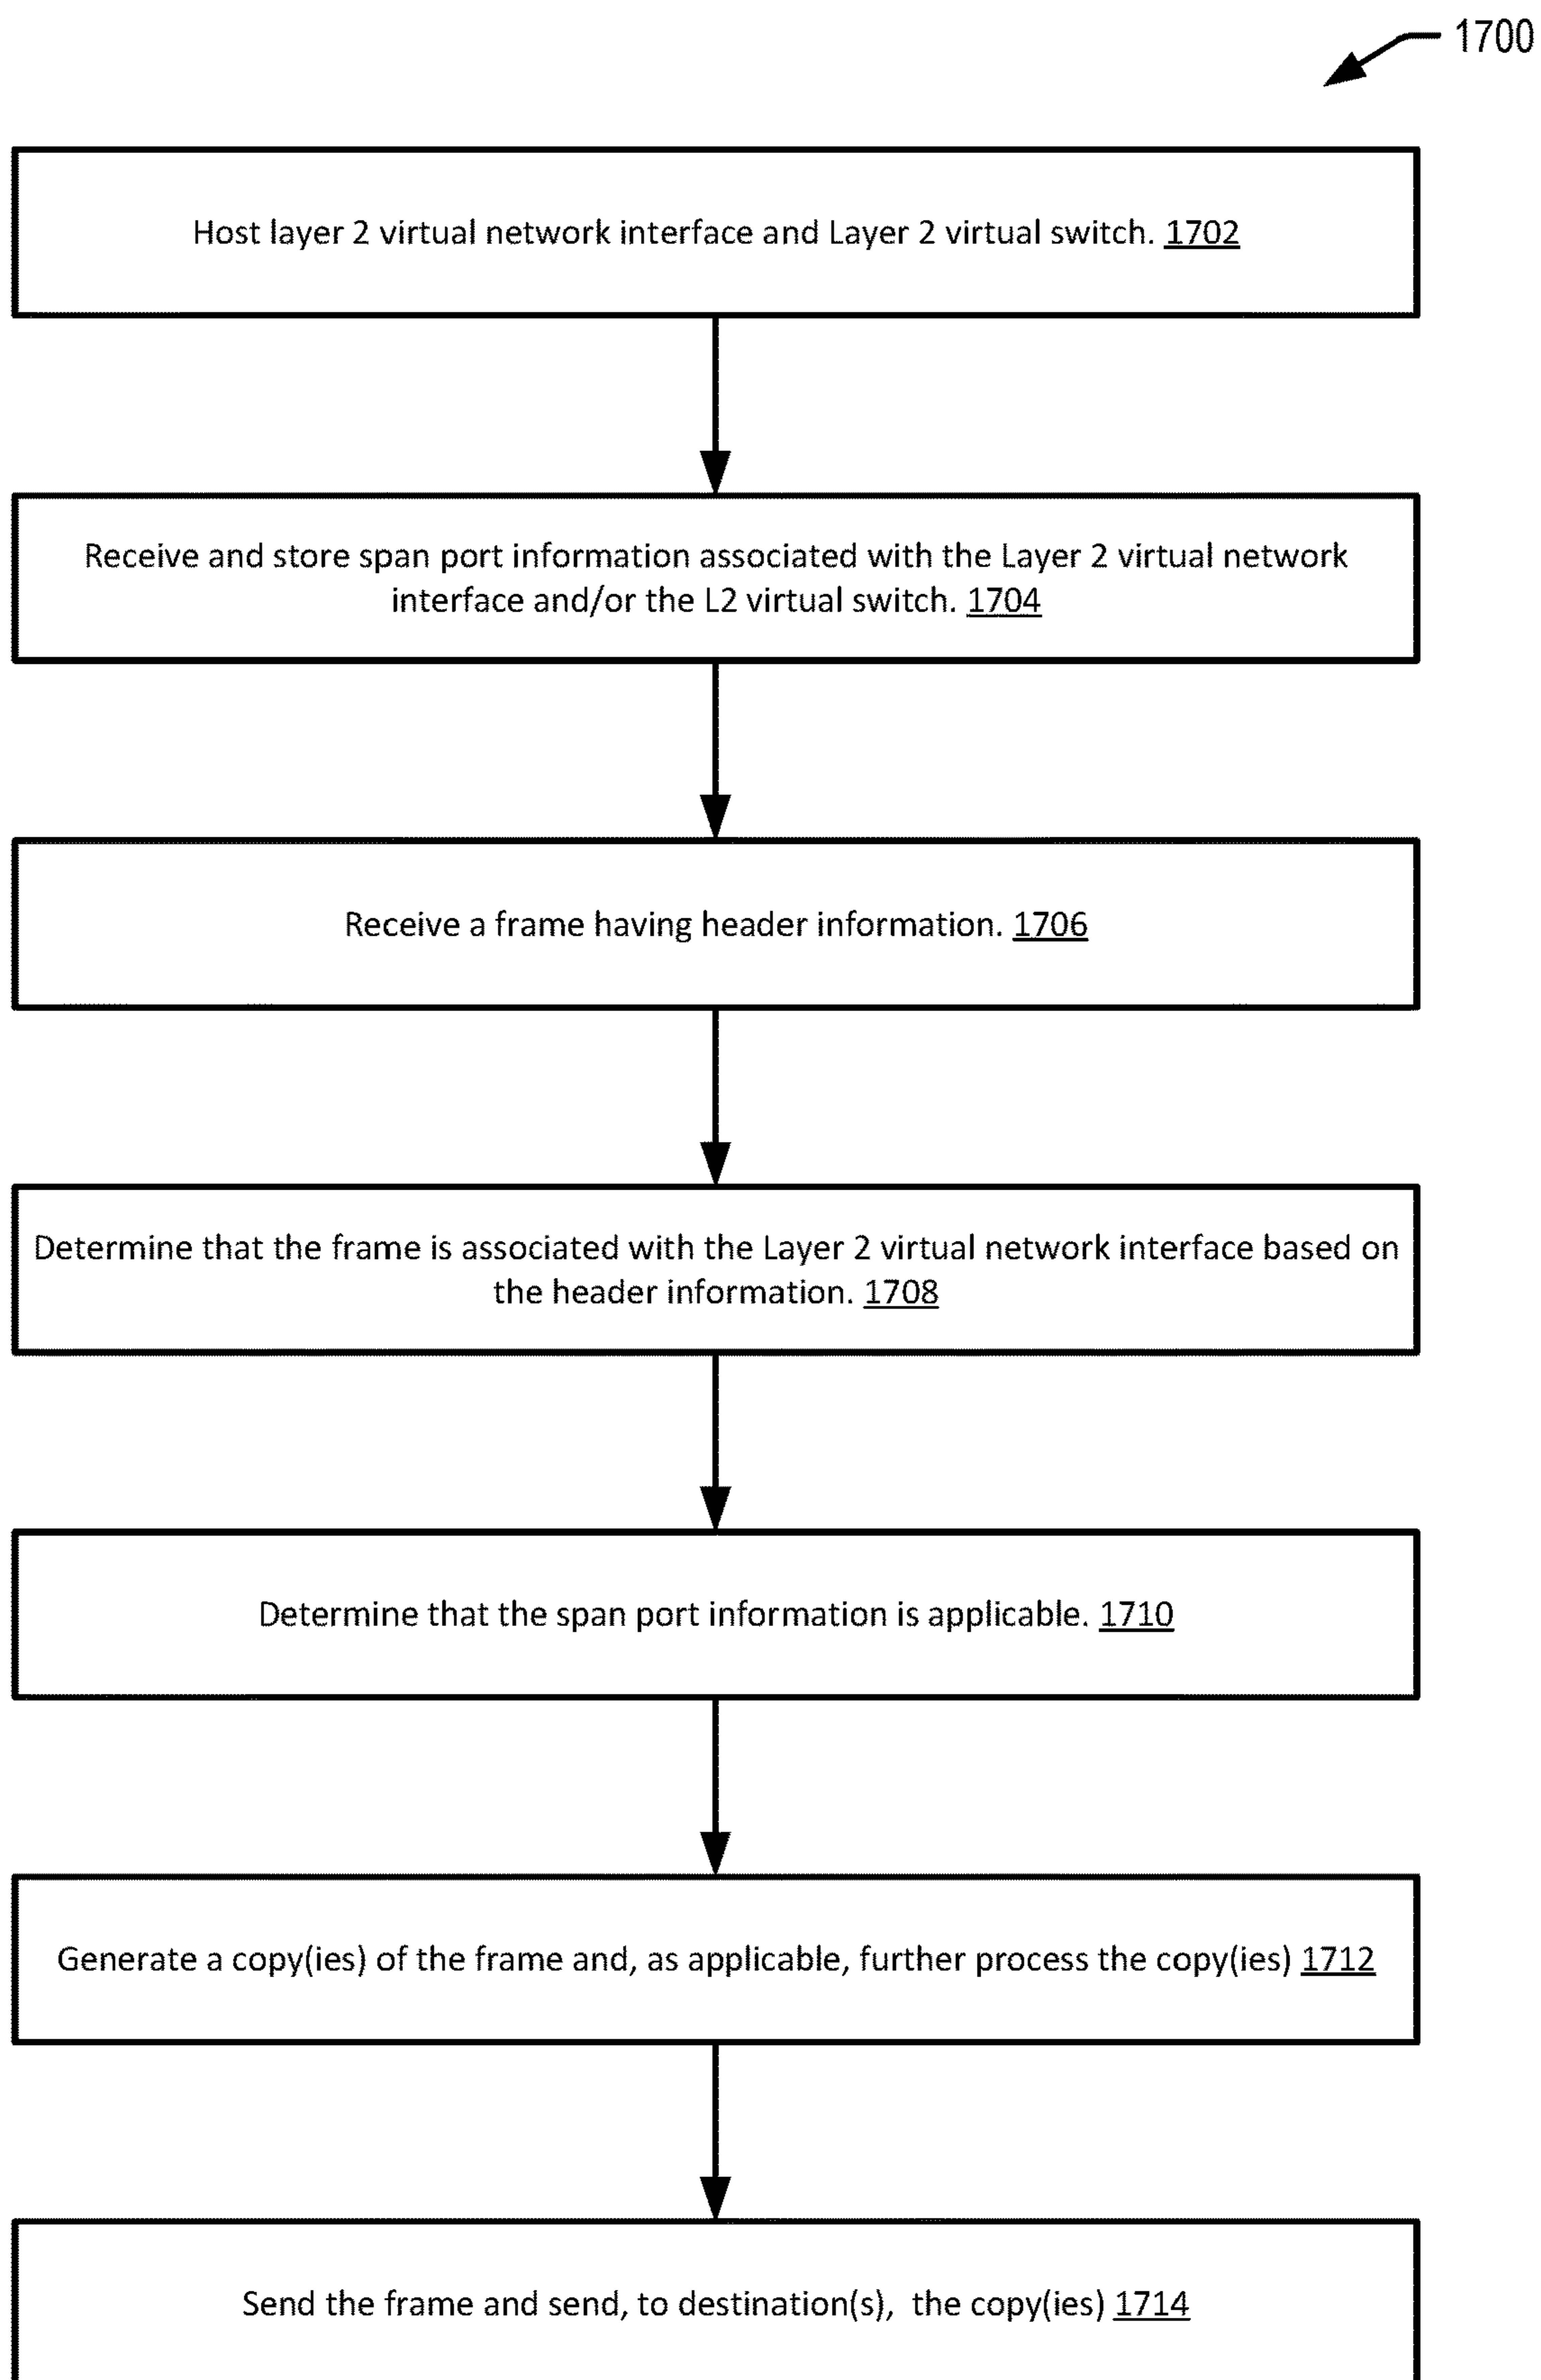 1700
Host layer 2 virtual network interface and Layer 2 virtual switch. 1702
Receive and store span port information associated with the Layer 2 virtual network
interface and/or the L2 virtual switch. 1704
Receive a frame having header information. 1706
Determine that the frame is associated with the Layer 2 virtual network interface based on
the header information. 1708
Determine that the span port information is applicable. 1710
Generate a copy(ies) of the frame and, as applicable, further process the copy(ies) 1712
Send the frame and send, to destination(s), the copy(ies) 1714